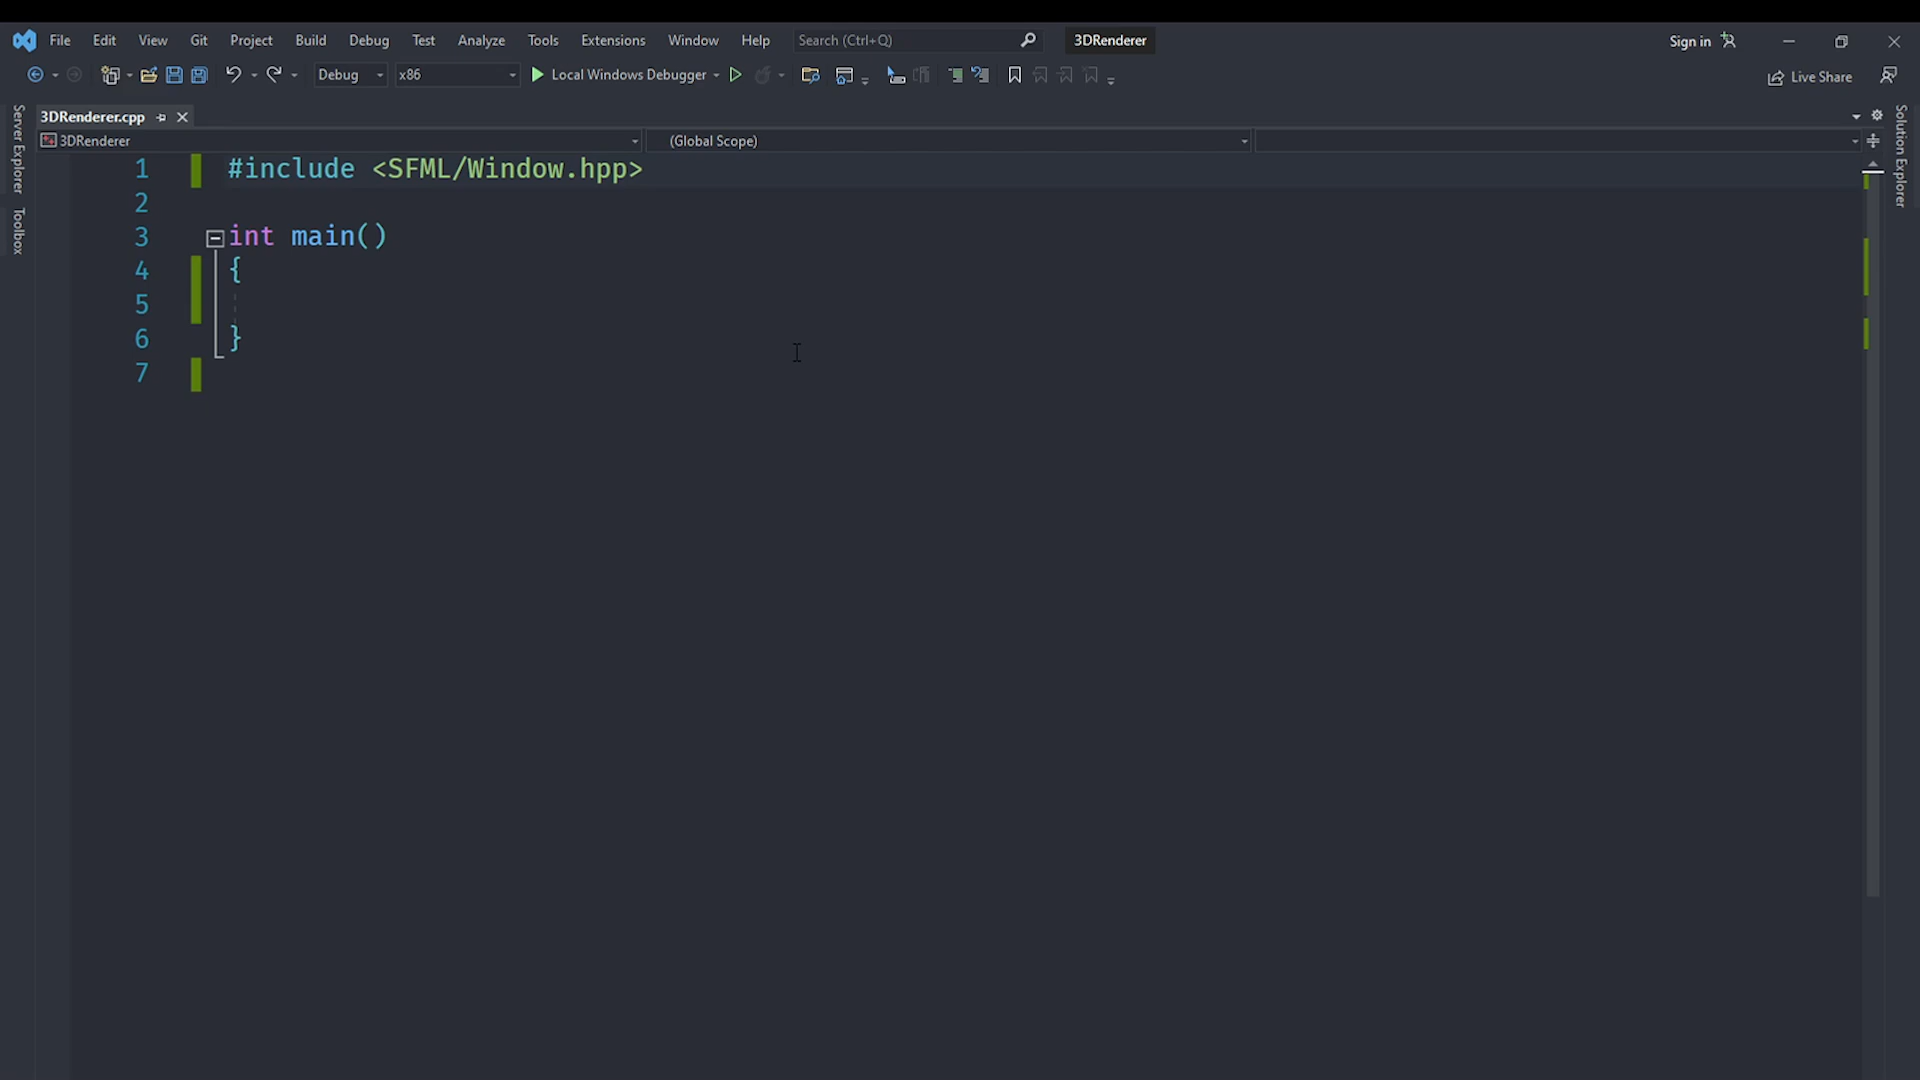 File Edit View Git Project Build Debug Test Analyze Tools Extensions Window Help Search (Ctrl+Q) 3DRenderer Sign in
Debug x86 Local Windows Debugger Live Share
3DRenderer.cpp
3DRenderer (Global Scope)
Server Explorer
Toolbox
Solution Explorer
1 #include <SFML/Window.hpp>
2
3 int main()
4 {
5
6 }
7